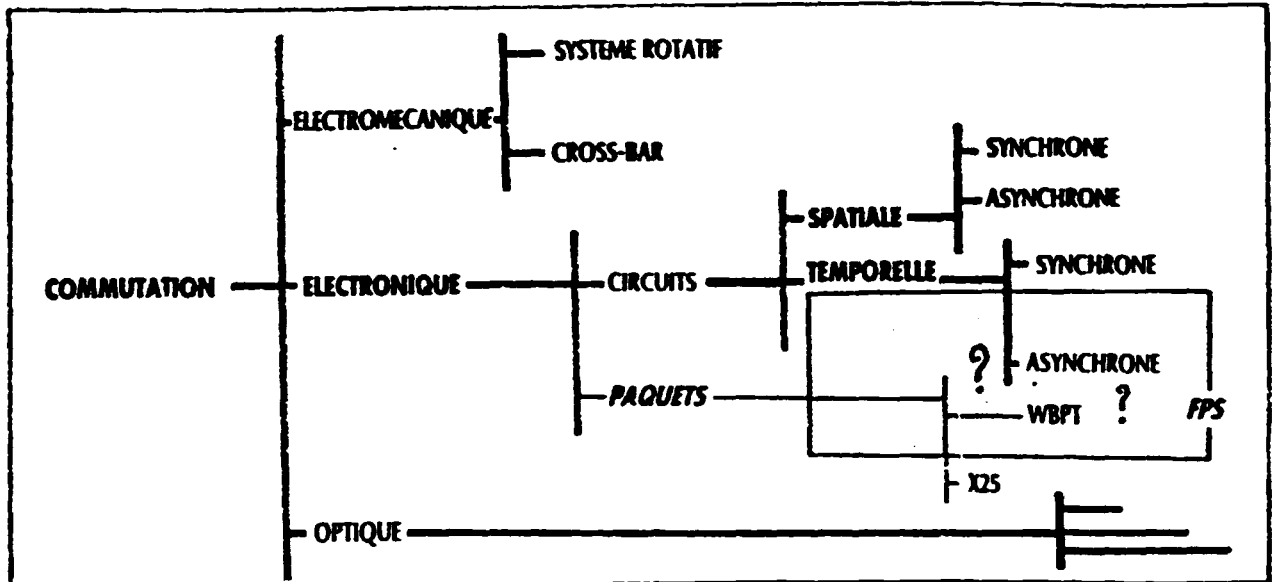 SYSTEME ROTATIF
ELECTROMECANIQUE
CROSS-BAR
SYNCHRONE
ASYNCHRONE
SPATIALE
TEMPORELLE
SYNCHRONE
COMMUTATION
ELECTRONIQUE
CIRCUITS
?
ASYNCHRONE
PAQUETS
WBPT ?
FPS
X25
OPTIQUE